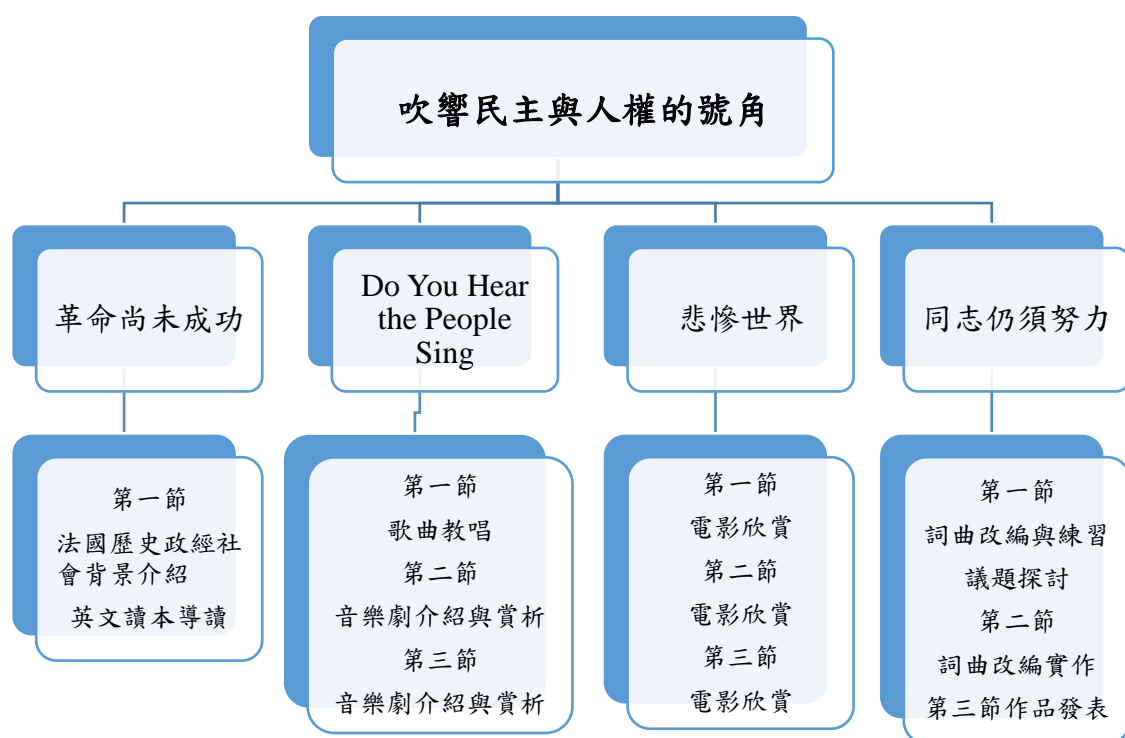 吹響民主與人權的號角
革命尚未成功
Do You Hear
the People
Sing
悲慘世界
同志仍須努力
第一節
法國歷史政經社
會背景介紹
英文讀本導讀
第一節
歌曲教唱
第二節
音樂劇介紹與賞析
第三節
音樂劇介紹與賞析
第一節
電影欣賞
第二節
電影欣賞
第三節
電影欣賞
第一節
詞曲改編與練習
議題探討
第二節
詞曲改編實作
第三節作品發表